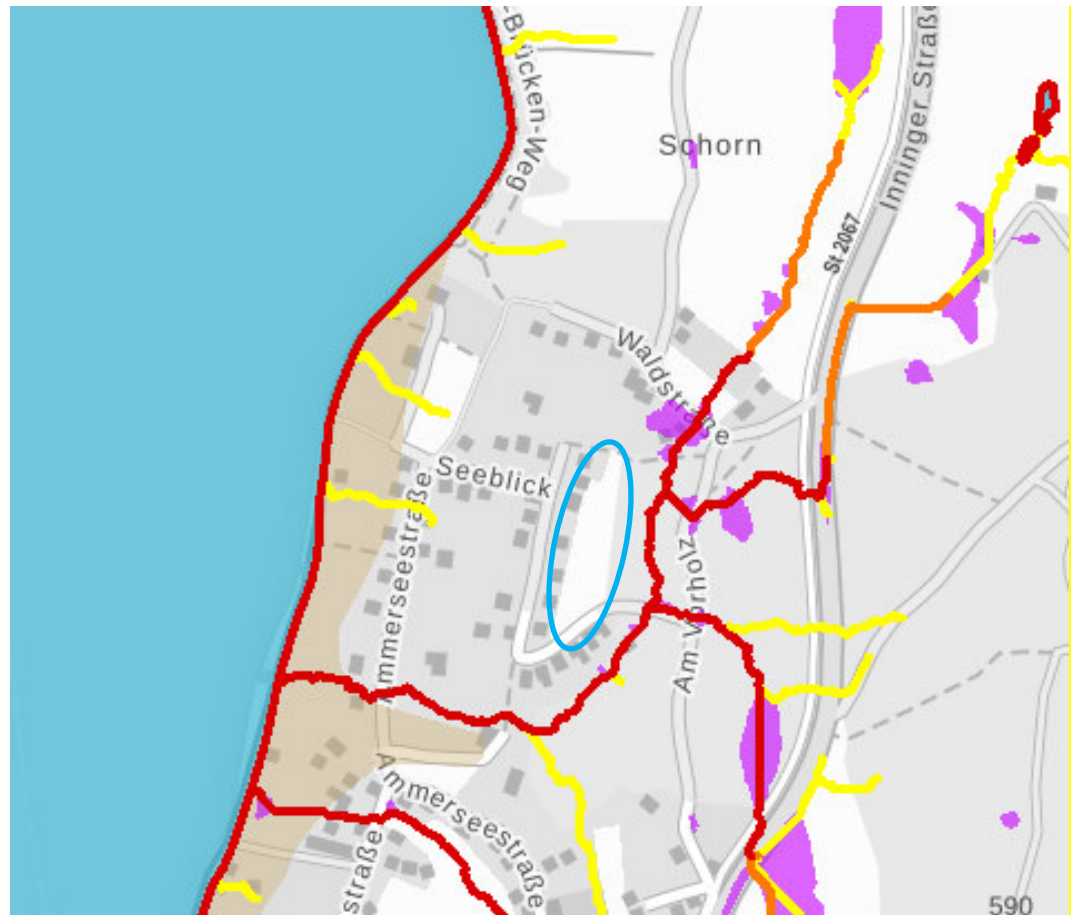 -Brücken-Weg
Inninger Straße
Schorn
St 2067
Waldstraße
Seeblick
Ammerseestraße
Am Vorholz
Ammerseestraße
straße
590